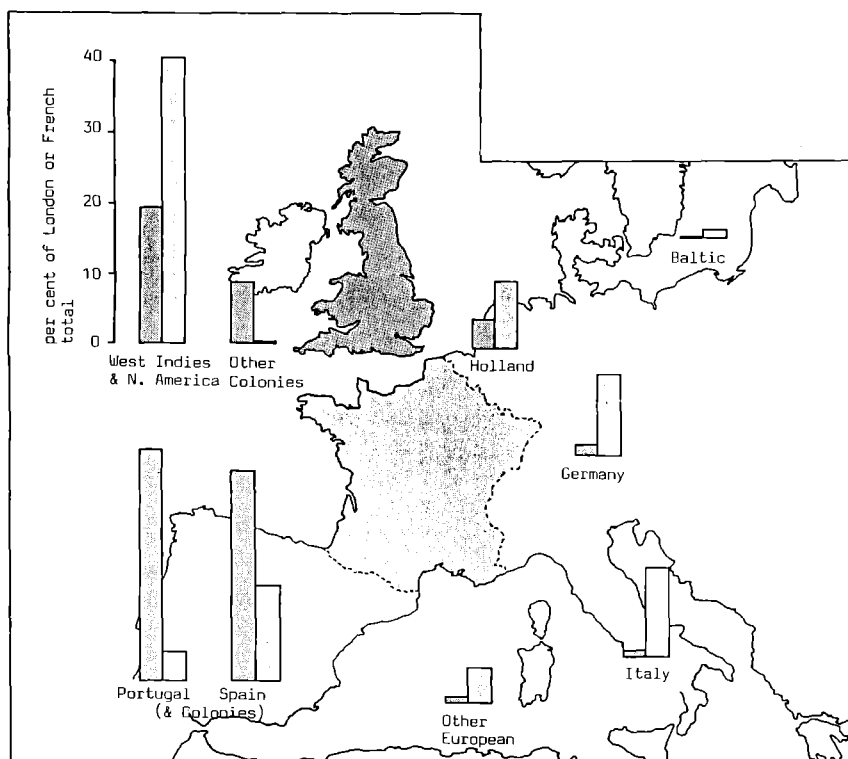 per cent of London or French
total
40
30
20
10
0
West Indies
& N. America
Other
Colonies
Baltic
Holland
Germany
Portugal
Spain
(& Colonies)
Italy
Other
European